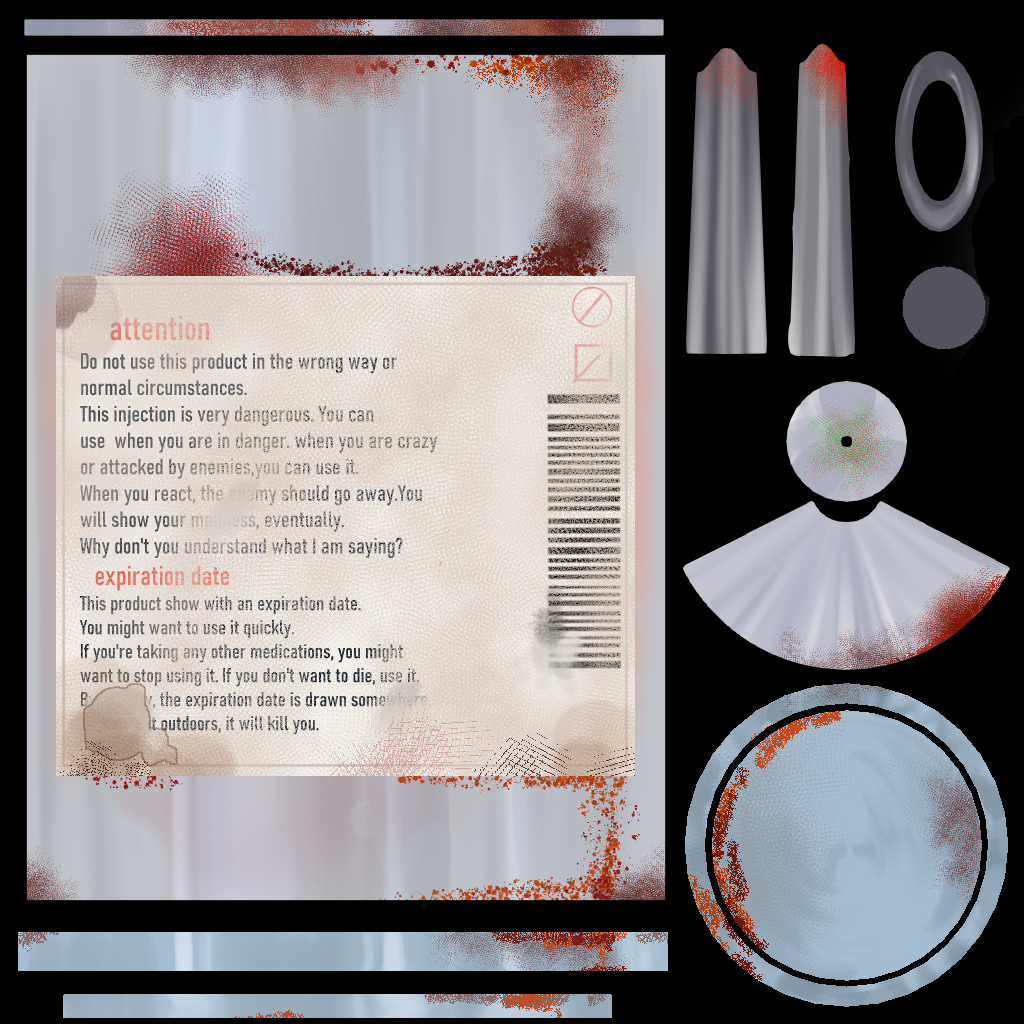 attention
Do not use this product in the wrong way or
normal circumstances.
This injection is very dangerous. You can
use when you are in danger. when you are crazy
or attacked by enemies,you can use it.
When you react, the enemy should go away.You
will show your madness, eventually.
Why don't you understand what I am saying?
expiration date
This product show with an expiration date.
You might want to use it quickly.
If you're taking any other medications, you might
want to stop using it. If you don't want to die, use it.
the expiration date is drawn somewhere
outdoors, it will kill you.